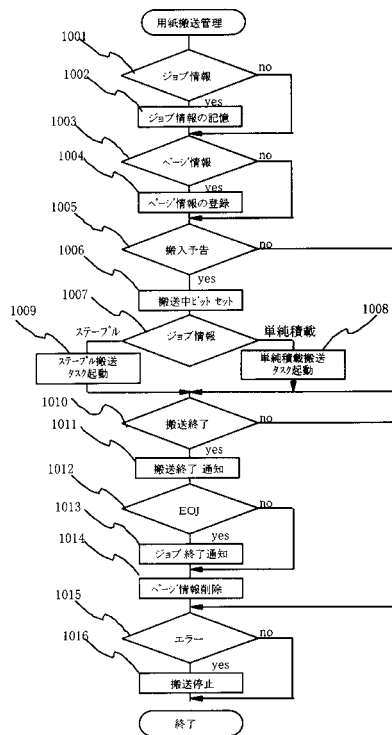 用紙搬送管理
1001
ジョブ情報
no
1002
yes
ジョブ情報の記憶
1003
ページ情報
no
1004
yes
ページ情報の登録
1005
搬入予告
no
1006
yes
搬送中ビット セット
1007
1009
ステープル
ジョブ情報
単純積載
1008
ステープル搬送
タスク起動
単純積載搬送
タスク起動
1010
搬送終了
no
1011
yes
搬送終了 通知
1012
EOJ
no
1013
yes
ジョブ 終了通知
1014
ページ情報削除
1015
エラー
no
1016
yes
搬送停止
終了